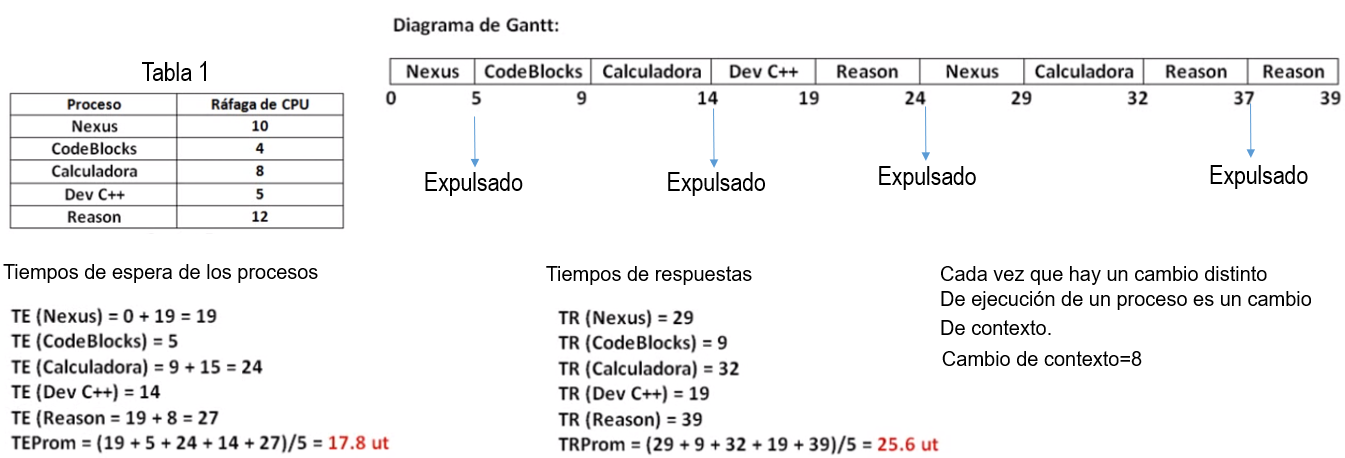 Diagrama de Gantt:
Nexus CodeBlocks Calculadora Dev C++ Reason Nexus Calculadora Reason Reason
0 5 9 14 19 24 29 32 37 39
Expulsado Expulsado Expulsado Expulsado
Tabla 1
Proceso Ráfaga de CPU
Nexus 10
CodeBlocks 4
Calculadora 8
Dev C++ 5
Reason 12
Tiempos de espera de los procesos
TE (Nexus) = 0 + 19 = 19
TE (CodeBlocks) = 5
TE (Calculadora) = 9 + 15 = 24
TE (Dev C++) = 14
TE (Reason = 19 + 8 = 27
TEProm = (19 + 5 + 24 + 14 + 27)/5 = 17.8 ut
Tiempos de respuestas
TR (Nexus) = 29
TR (CodeBlocks) = 9
TR (Calculadora) = 32
TR (Dev C++) = 19
TR (Reason) = 39
TRProm = (29 + 9 + 32 + 19 + 39)/5 = 25.6 ut
Cada vez que hay un cambio distinto
De ejecución de un proceso es un cambio
De contexto.
Cambio de contexto=8